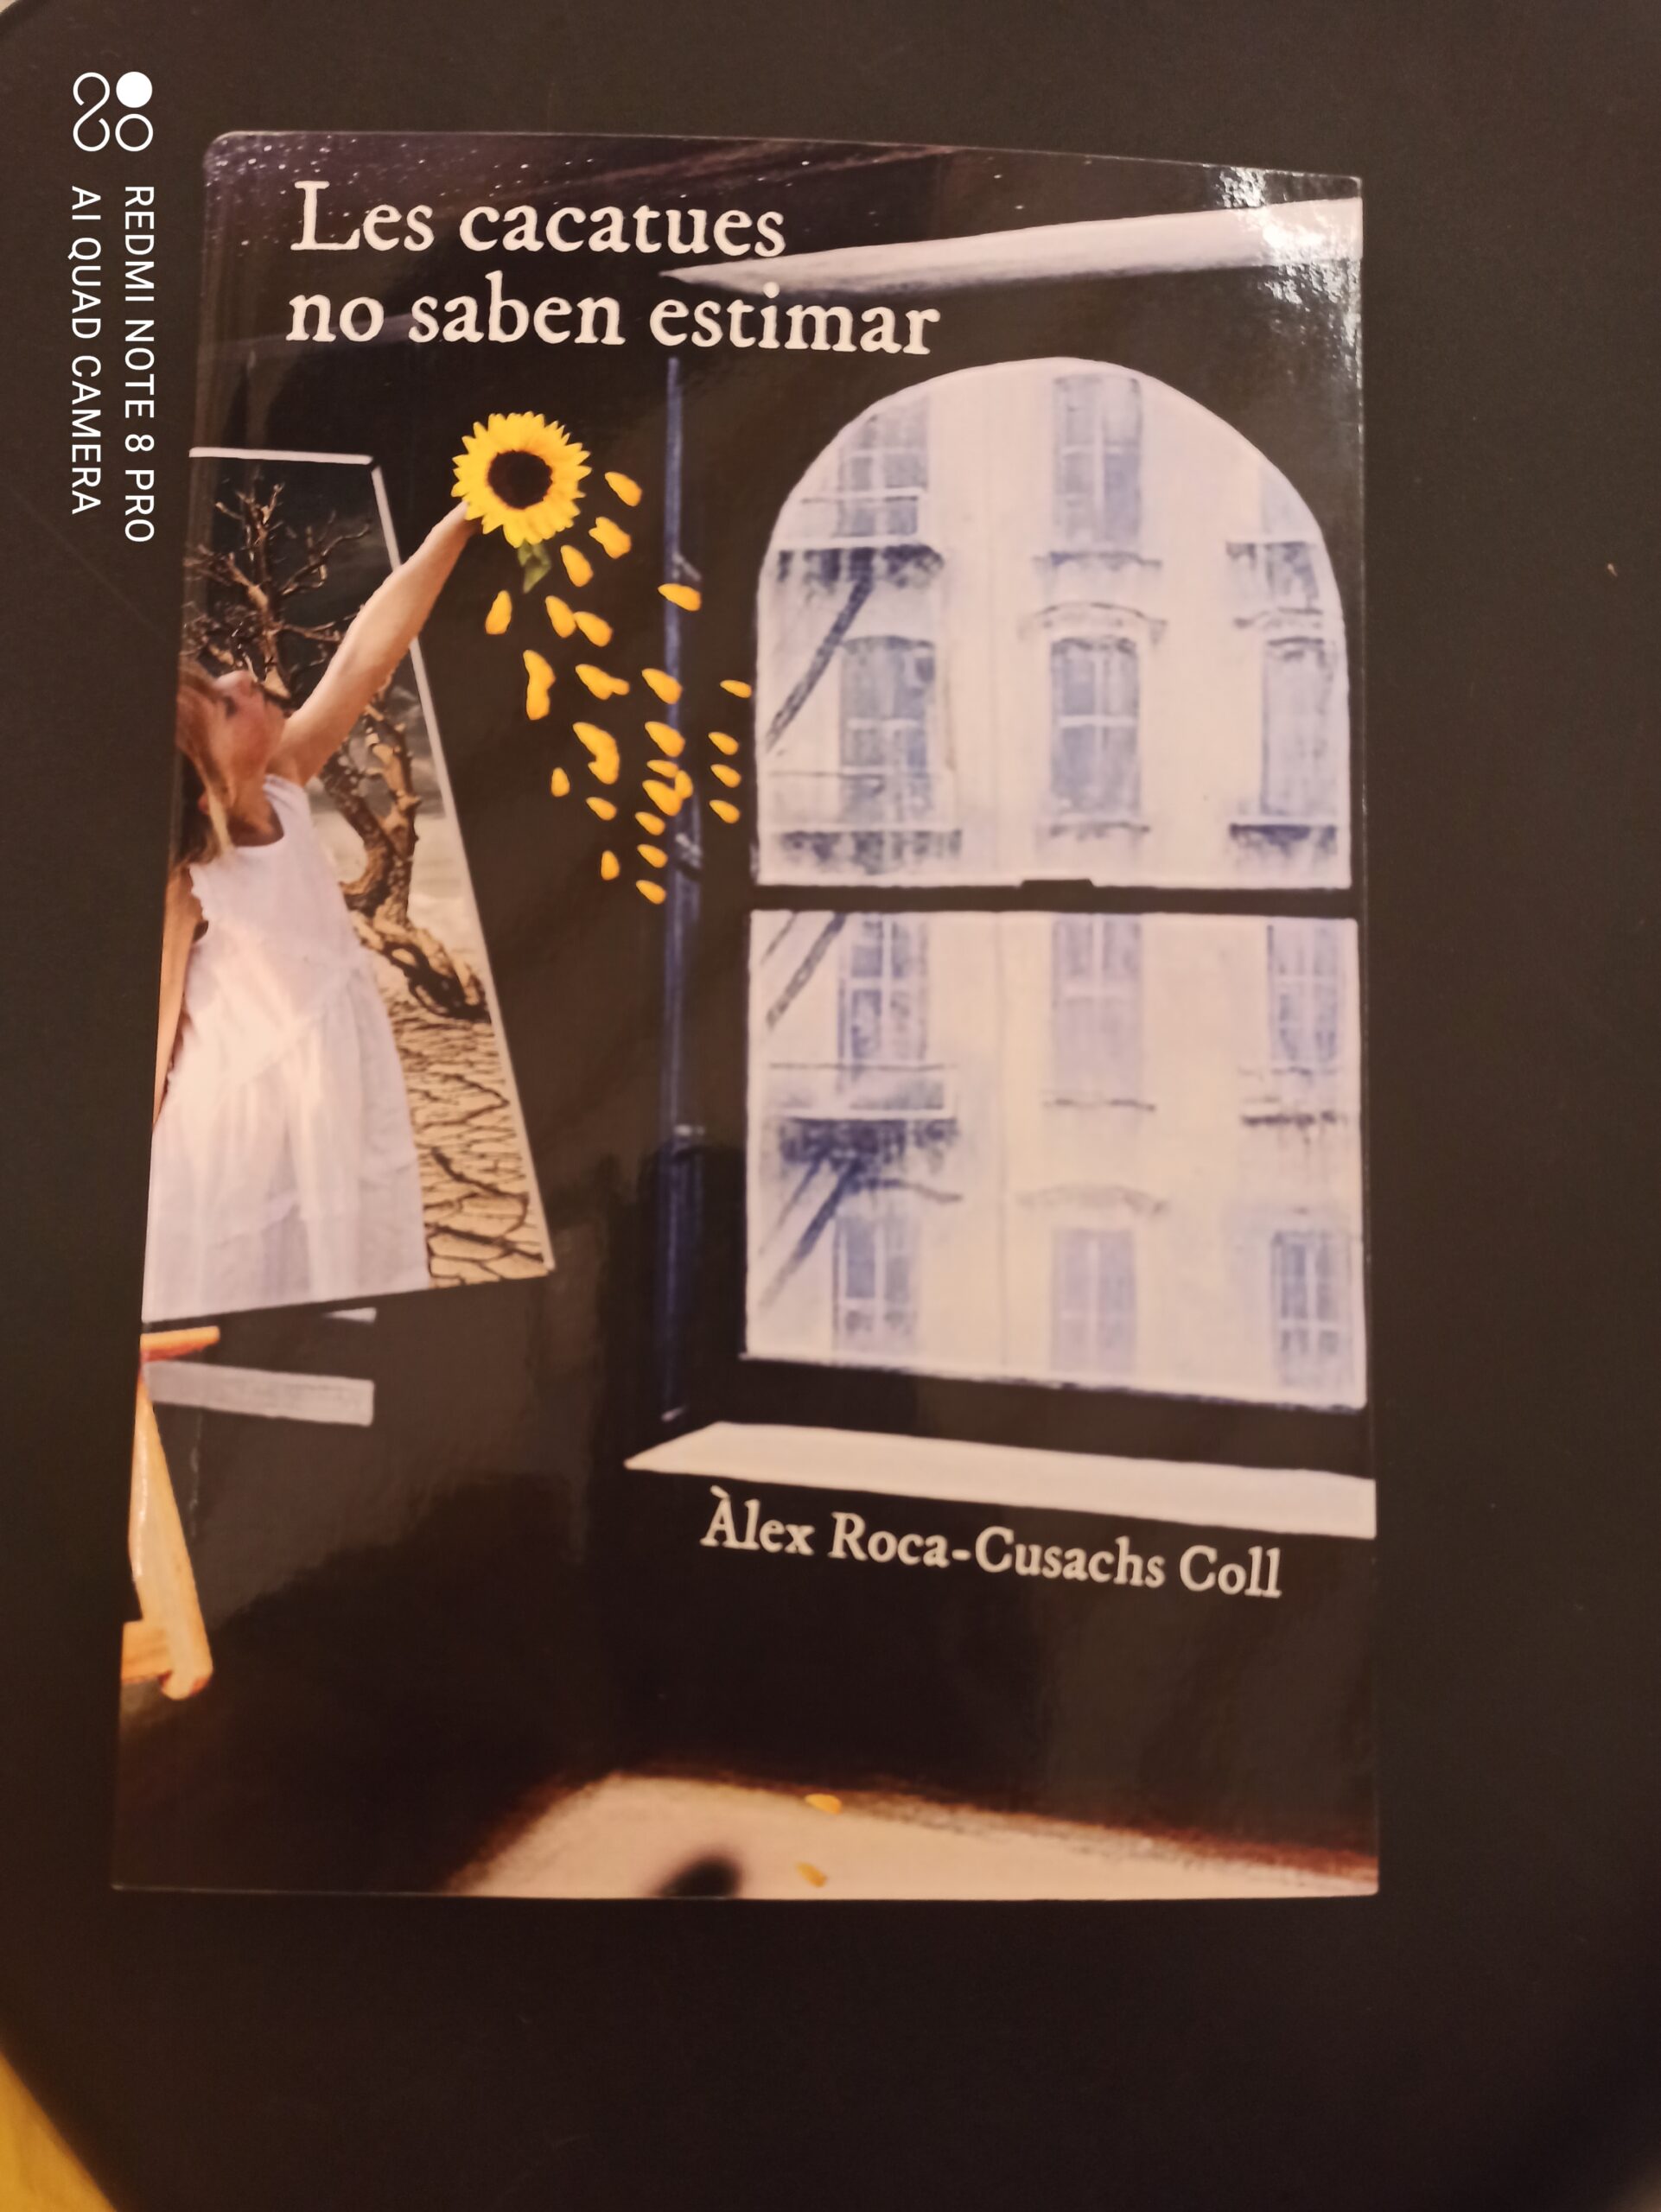 Les cacatues
no saben estimar
Àlex Roca-Cusachs Coll
REDMI NOTE 8 PRO
AI QUAD CAMERA